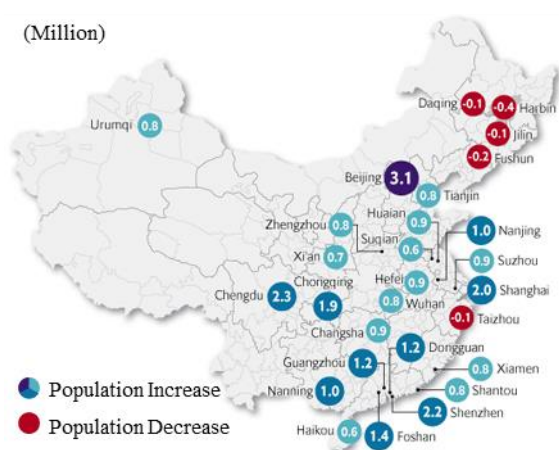 (Million)
Daqing -0.1
-0.4 Harbin
-0.1 Jilin
-0.2 Fushun
Urumqi 0.8
Beijing 3.1
0.8 Tianjin
Huaian 0.9
Zhengzhou 0.8
Suqian 0.6
1.0 Nanjing
Xi'an 0.7
Hefei 0.9
0.9 Suzhou
Chongqing 1.9
Chengdu 2.3
0.8 Wuhan
2.0 Shanghai
Changsha 0.9
-0.1 Taizhou
1.2 Dongguan
Guangzhou 1.2
0.8 Xiamen
Nanning 1.0
0.8 Shantou
2.2 Shenzhen
Haikou 0.6
1.4 Foshan
Population Increase
Population Decrease